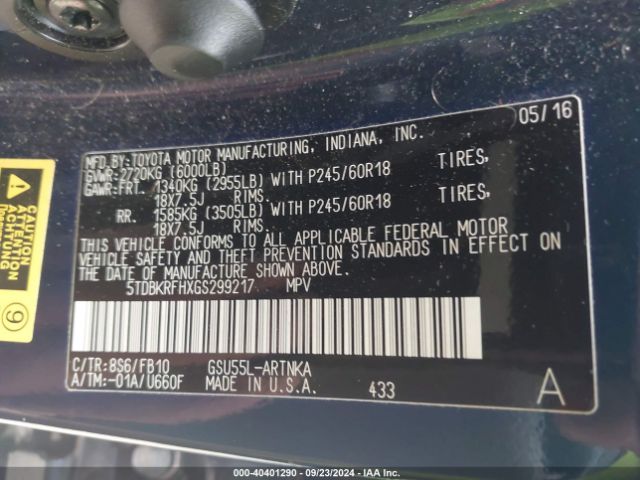 05/16
MFD.BY:TOYOTA MOTOR MANUFACTURING, INDIANA, INC.
GVWR:2720KG (6000LB)
GAWR:FRT. 1340KG (2955LB) WITH P245/60R18 TIRES,
18X7.5J RIMS.
RR. 1585KG (3505LB) WITH P245/60R18 TIRES,
18X7.5J RIMS.
THIS VEHICLE CONFORMS TO ALL APPLICABLE FEDERAL MOTOR
VEHICLE SAFETY AND THEFT PREVENTION STANDARDS IN EFFECT ON
THE DATE OF MANUFACTURE SHOWN ABOVE.
5TDBKRFHXGS299217 MPV
C/TR:8S6/FB10 GSU55L-ARTNKA
A/TM:-01A/U660F MADE IN U.S.A. 433 A
CAUTION
ATTENTION
ACHTUNG
9
000-40401290 - 09/23/2024 - IAA Inc.